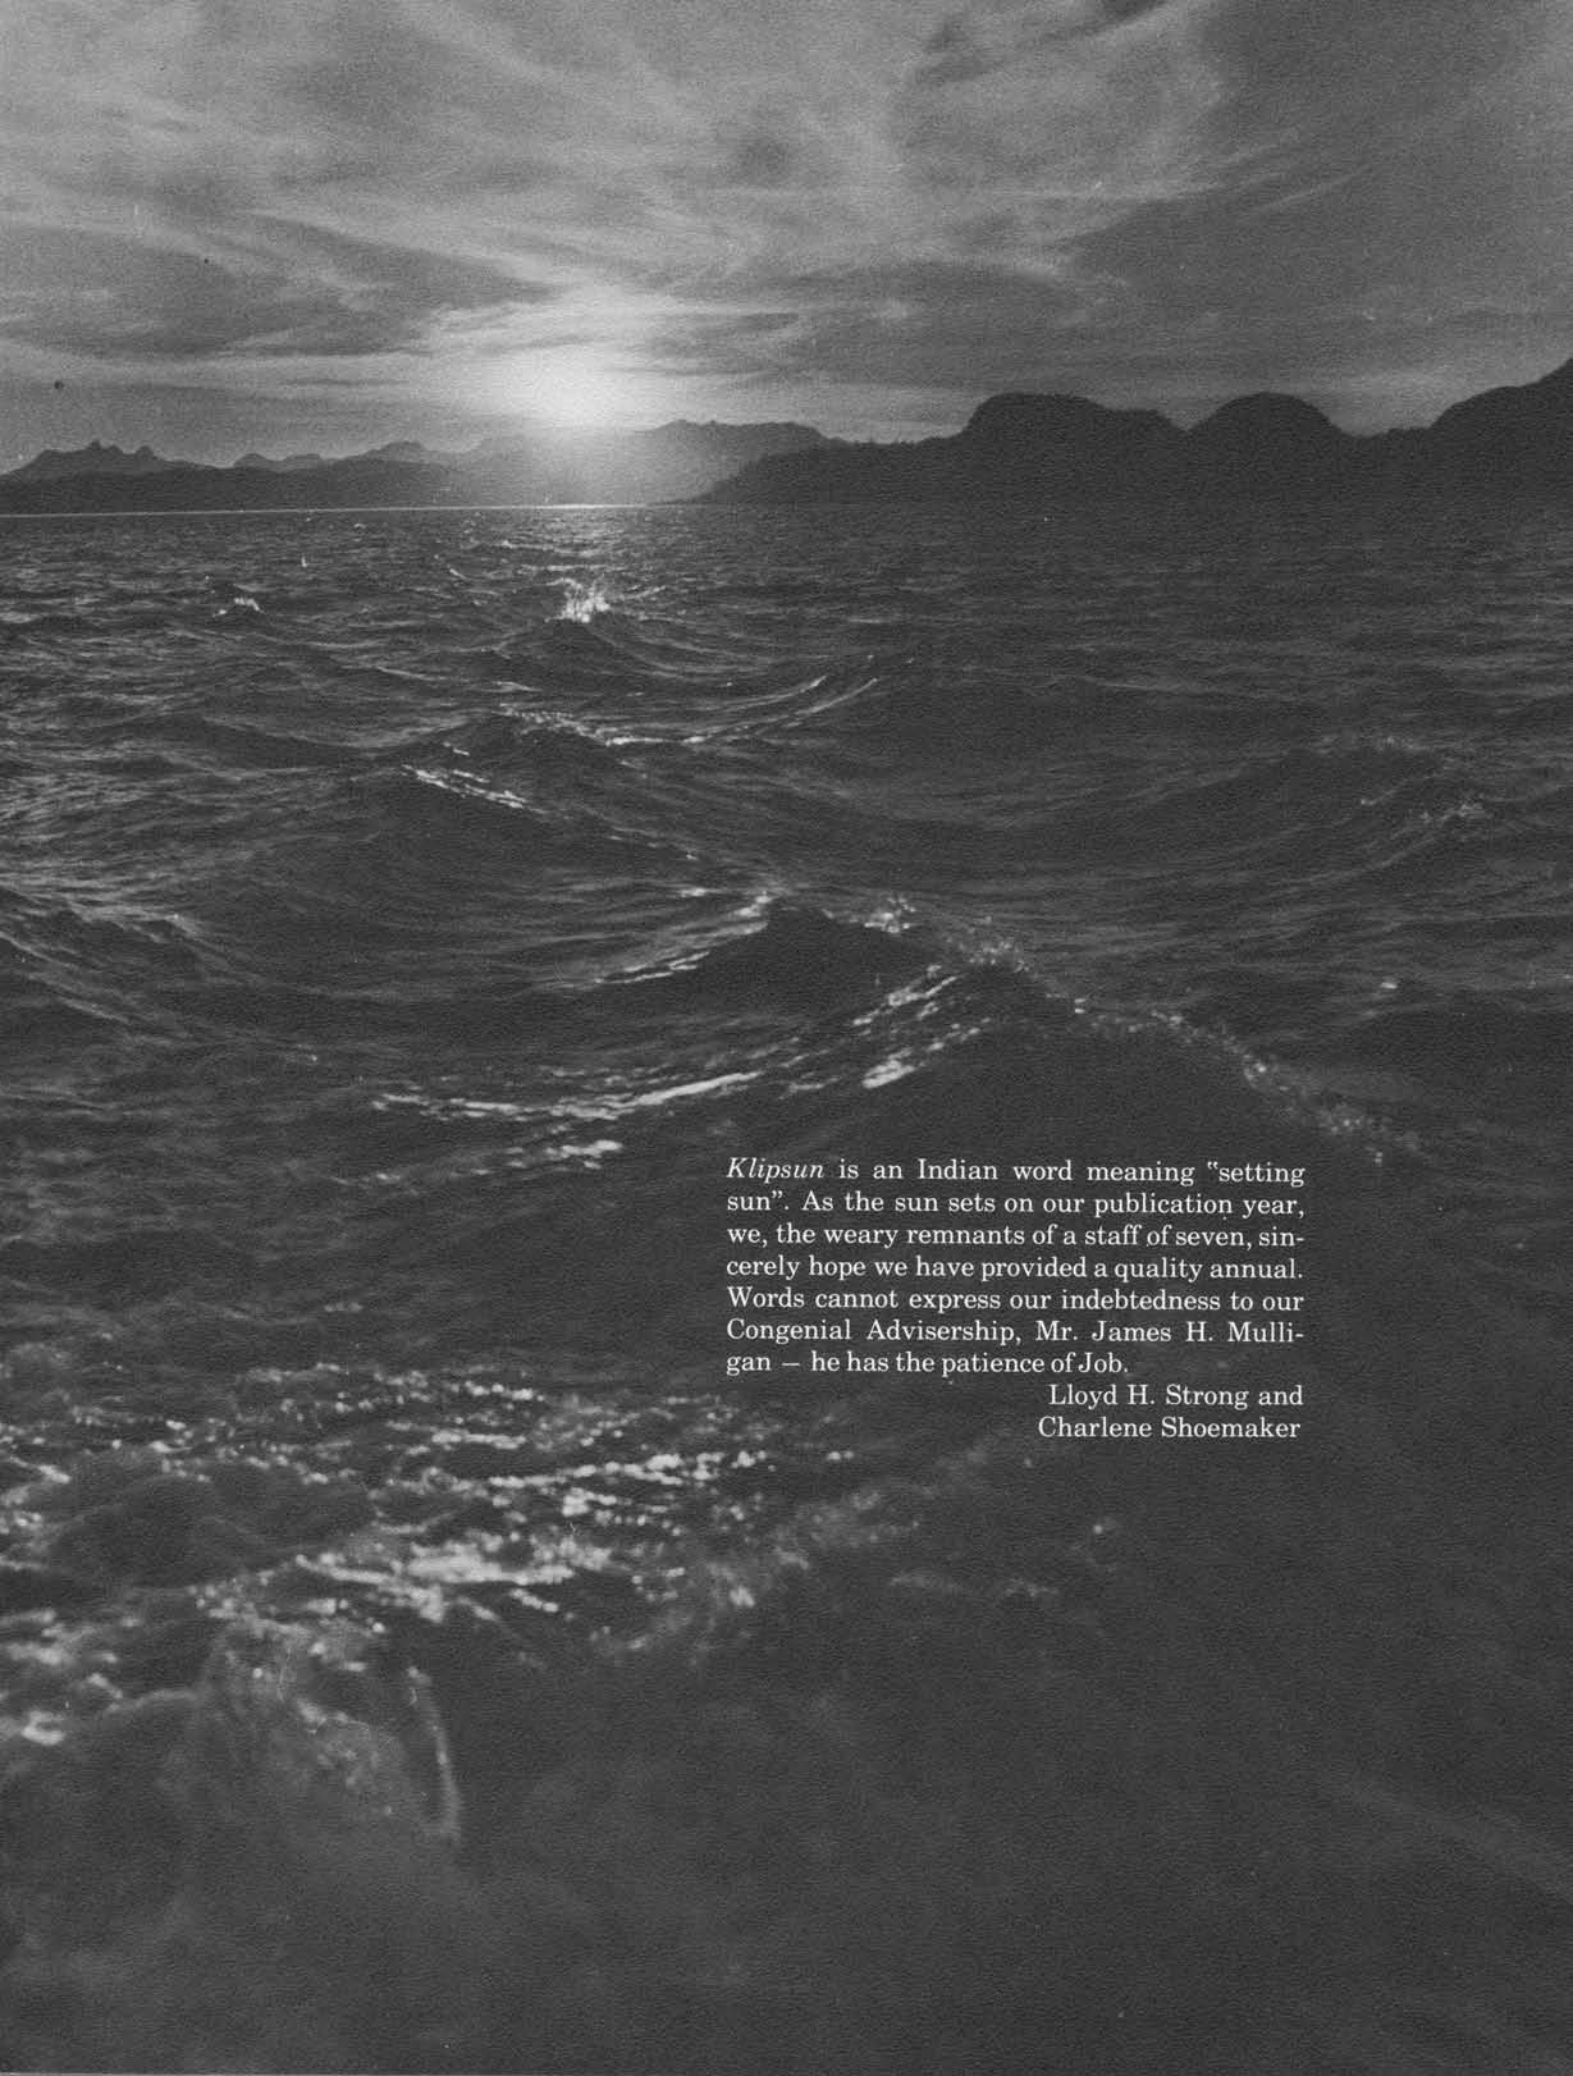 Klipsun is an Indian word meaning "setting
sun". As the sun sets on our publication year,
we, the weary remnants of a staff of seven, sin-
cerely hope we have provided a quality annual.
Words cannot express our indebtedness to our
Congenial Advisership, Mr. James H. Mulli-
gan — he has the patience of Job.
Lloyd H. Strong and
Charlene Shoemaker